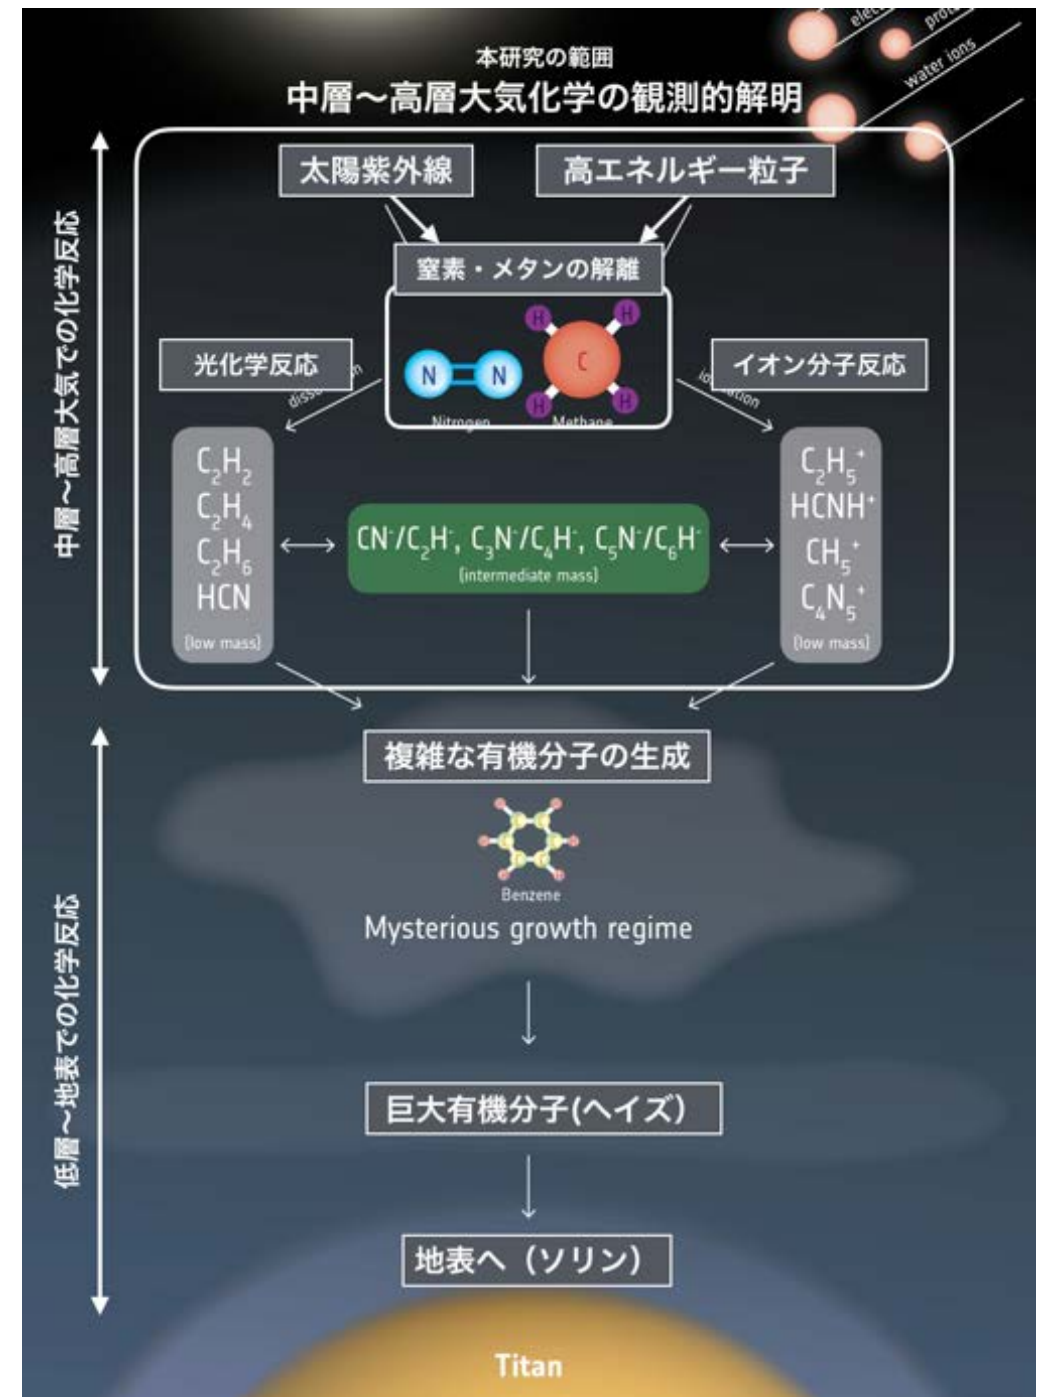 本研究の範囲
中層～高層大気化学の観測的解明
water ions
太陽紫外線
高エネルギー粒子
窒素・メタンの解離
光化学反応
イオン分子反応
N N
H H C H H
Nitrogen
Methane
中層～高層大気での化学反応
C₂H₂
C₂H₄
C₂H₆
HCN
(low mass)
CN⁻/C₂H⁻, C₃N⁻/C₄H⁻, C₅N⁻/C₆H⁻
(intermediate mass)
C₂H₅⁺
HCNH⁺
CH₅⁺
C₄N₅⁺
(low mass)
複雑な有機分子の生成
Benzene
Mysterious growth regime
低層～地表での化学反応
巨大有機分子(ヘイズ）
地表へ（ソリン）
Titan